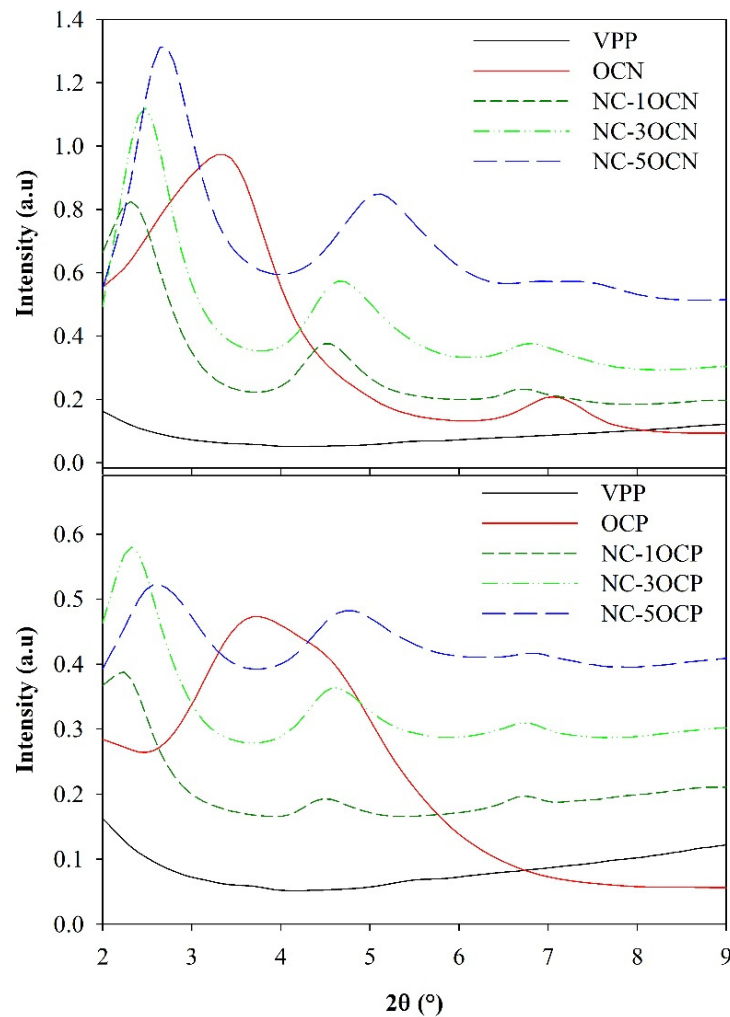 1.4
1.2
1.0
0.8
0.6
0.4
0.2
0.0
Intensity (a.u)
VPP
OCN
NC-1OCN
NC-3OCN
NC-5OCN
0.6
0.5
0.4
0.3
0.2
0.1
0.0
Intensity (a.u)
VPP
OCP
NC-1OCP
NC-3OCP
NC-5OCP
2 3 4 5 6 7 8 9
2θ (°)